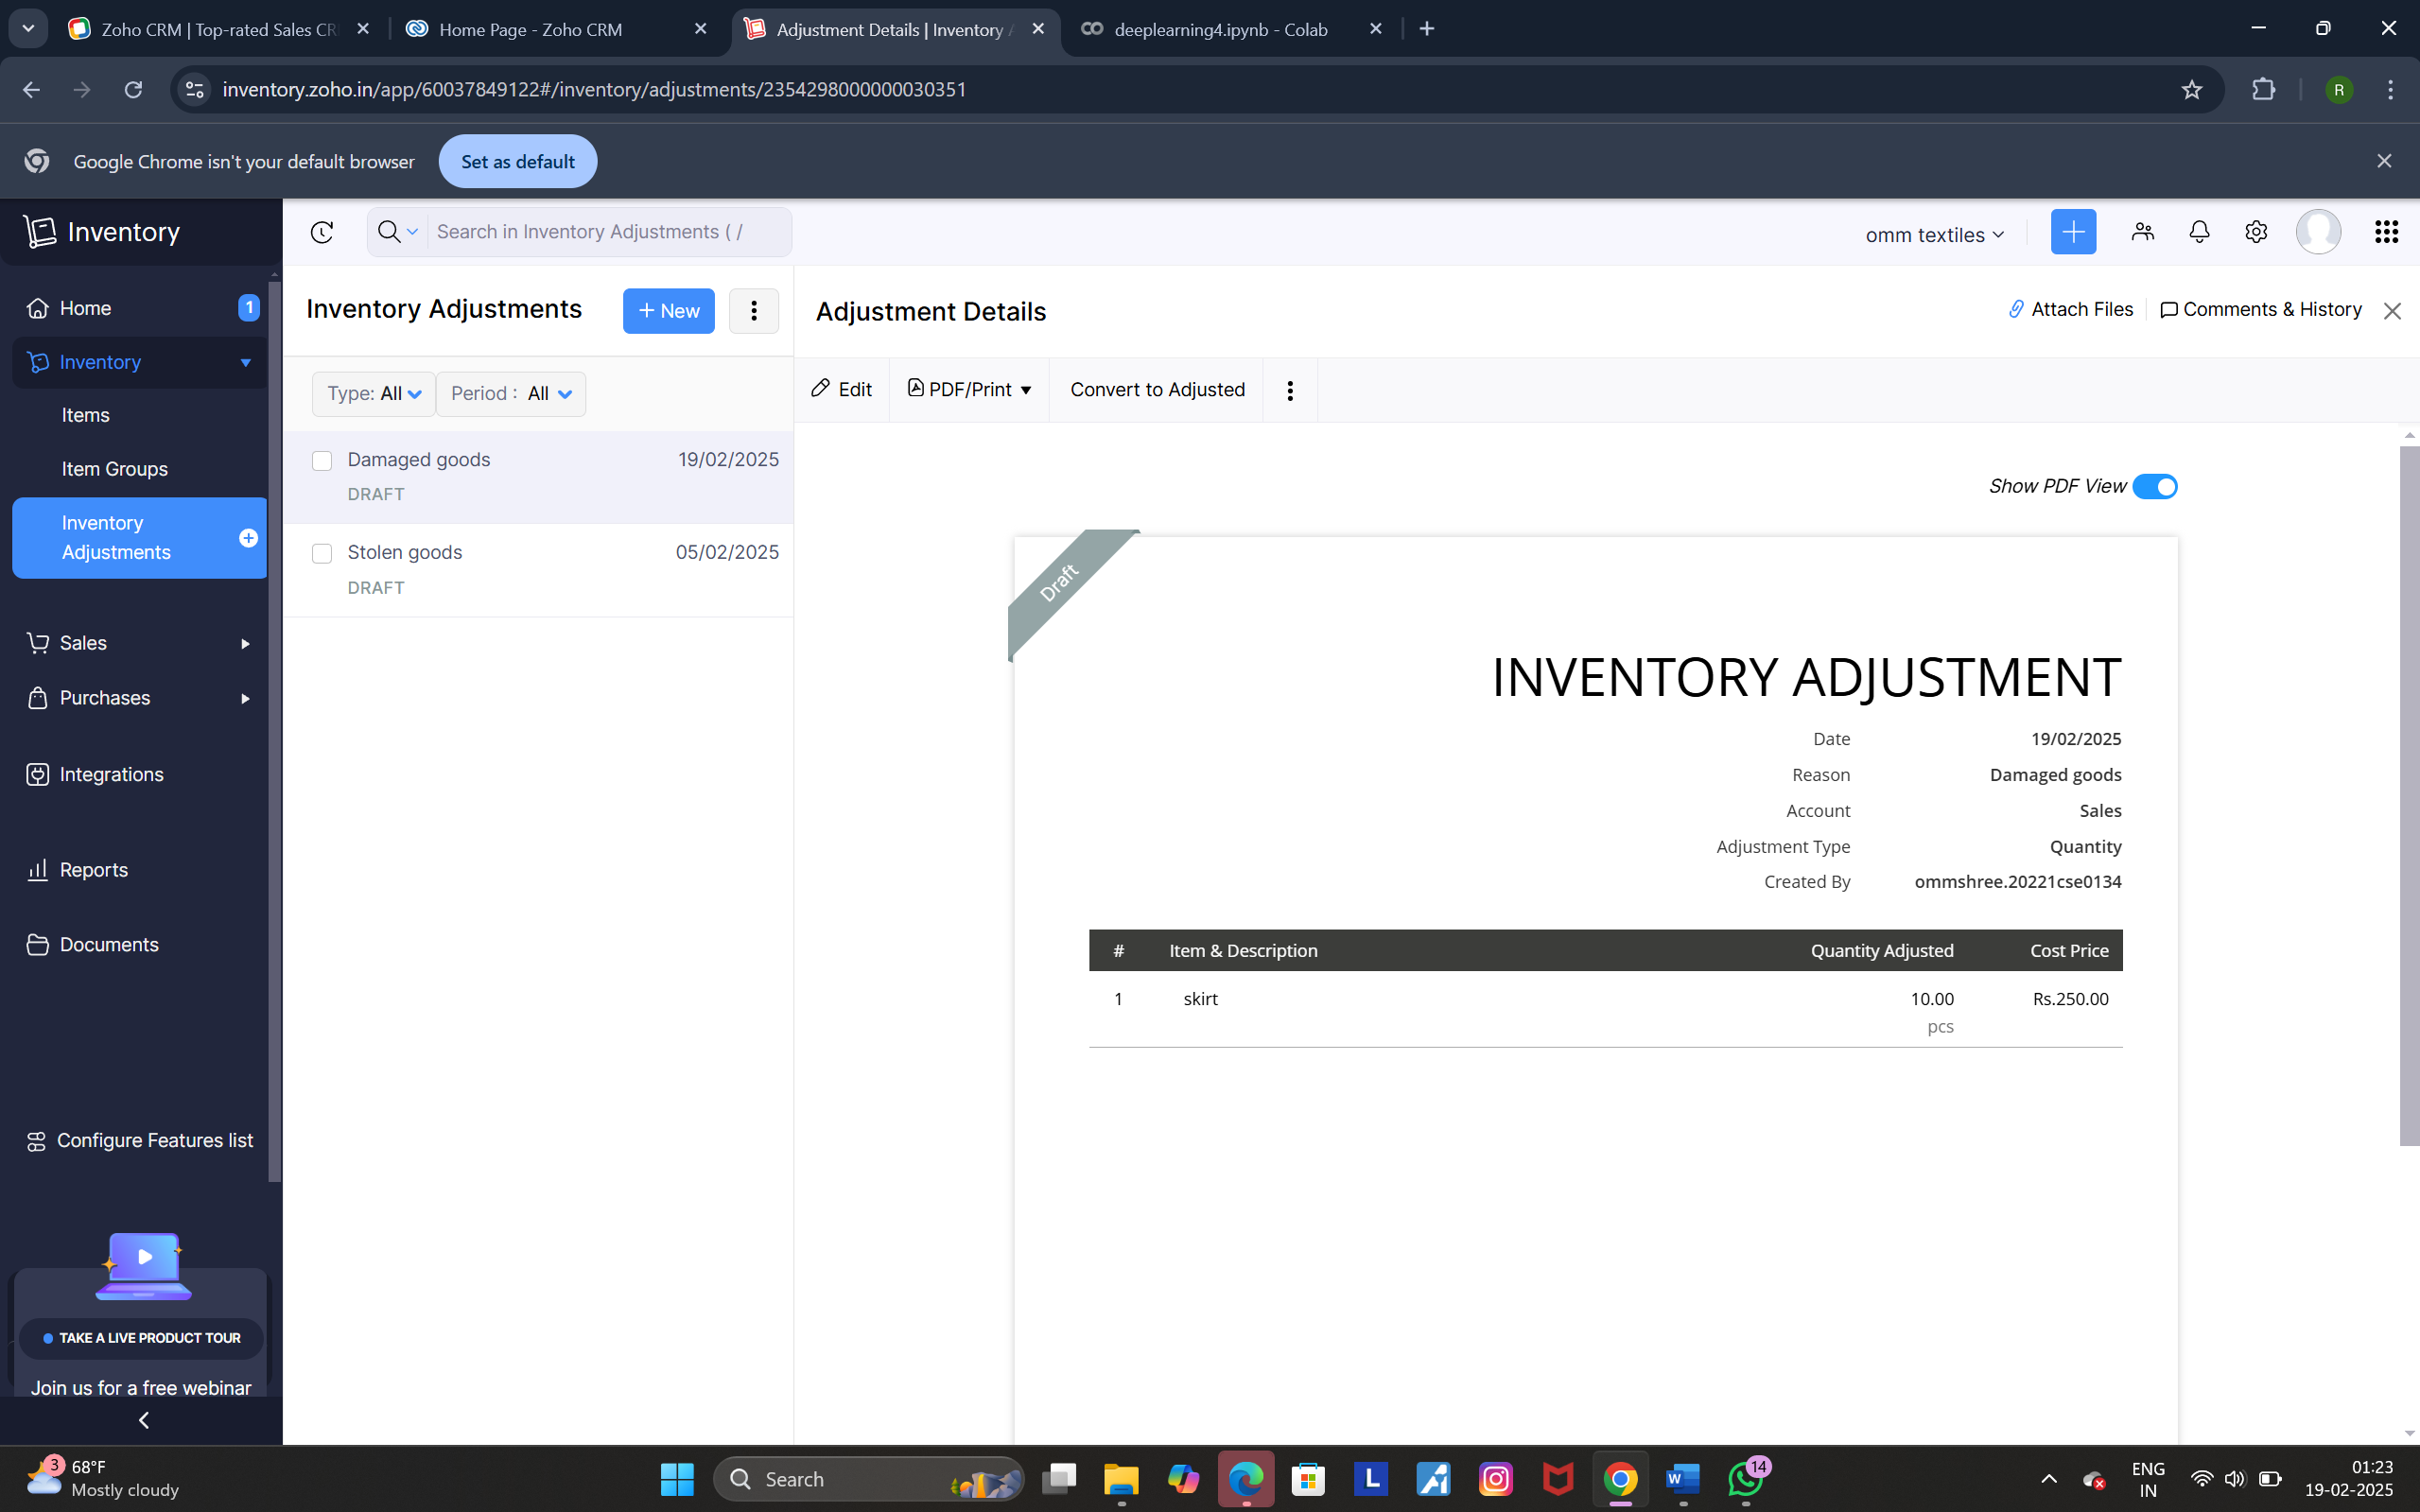 Zoho CRM | Top-rated Sales CR
Home Page - Zoho CRM
Adjustment Details | Inventory A
deeplearning4.ipynb - Colab
inventory.zoho.in/app/60037849122#/inventory/adjustments/2354298000000030351
R
Google Chrome isn't your default browser
Set as default
Inventory
Search in Inventory Adjustments ( /
omm textiles
Home
1
Inventory
Items
Item Groups
Inventory
Adjustments
Sales
Purchases
Integrations
Reports
Documents
Configure Features list
TAKE A LIVE PRODUCT TOUR
Join us for a free webinar
Inventory Adjustments
+ New
Type: All
Period : All
Damaged goods
19/02/2025
DRAFT
Stolen goods
05/02/2025
DRAFT
Adjustment Details
Attach Files
Comments & History
Edit
PDF/Print
Convert to Adjusted
Show PDF View
Draft
INVENTORY ADJUSTMENT
Date 19/02/2025
Reason Damaged goods
Account Sales
Adjustment Type Quantity
Created By ommshree.20221cse0134
# Item & Description Quantity Adjusted Cost Price
1 skirt 10.00 Rs.250.00
pcs
3
68°F
Mostly cloudy
Search
L
W
14
ENG
IN
01:23
19-02-2025